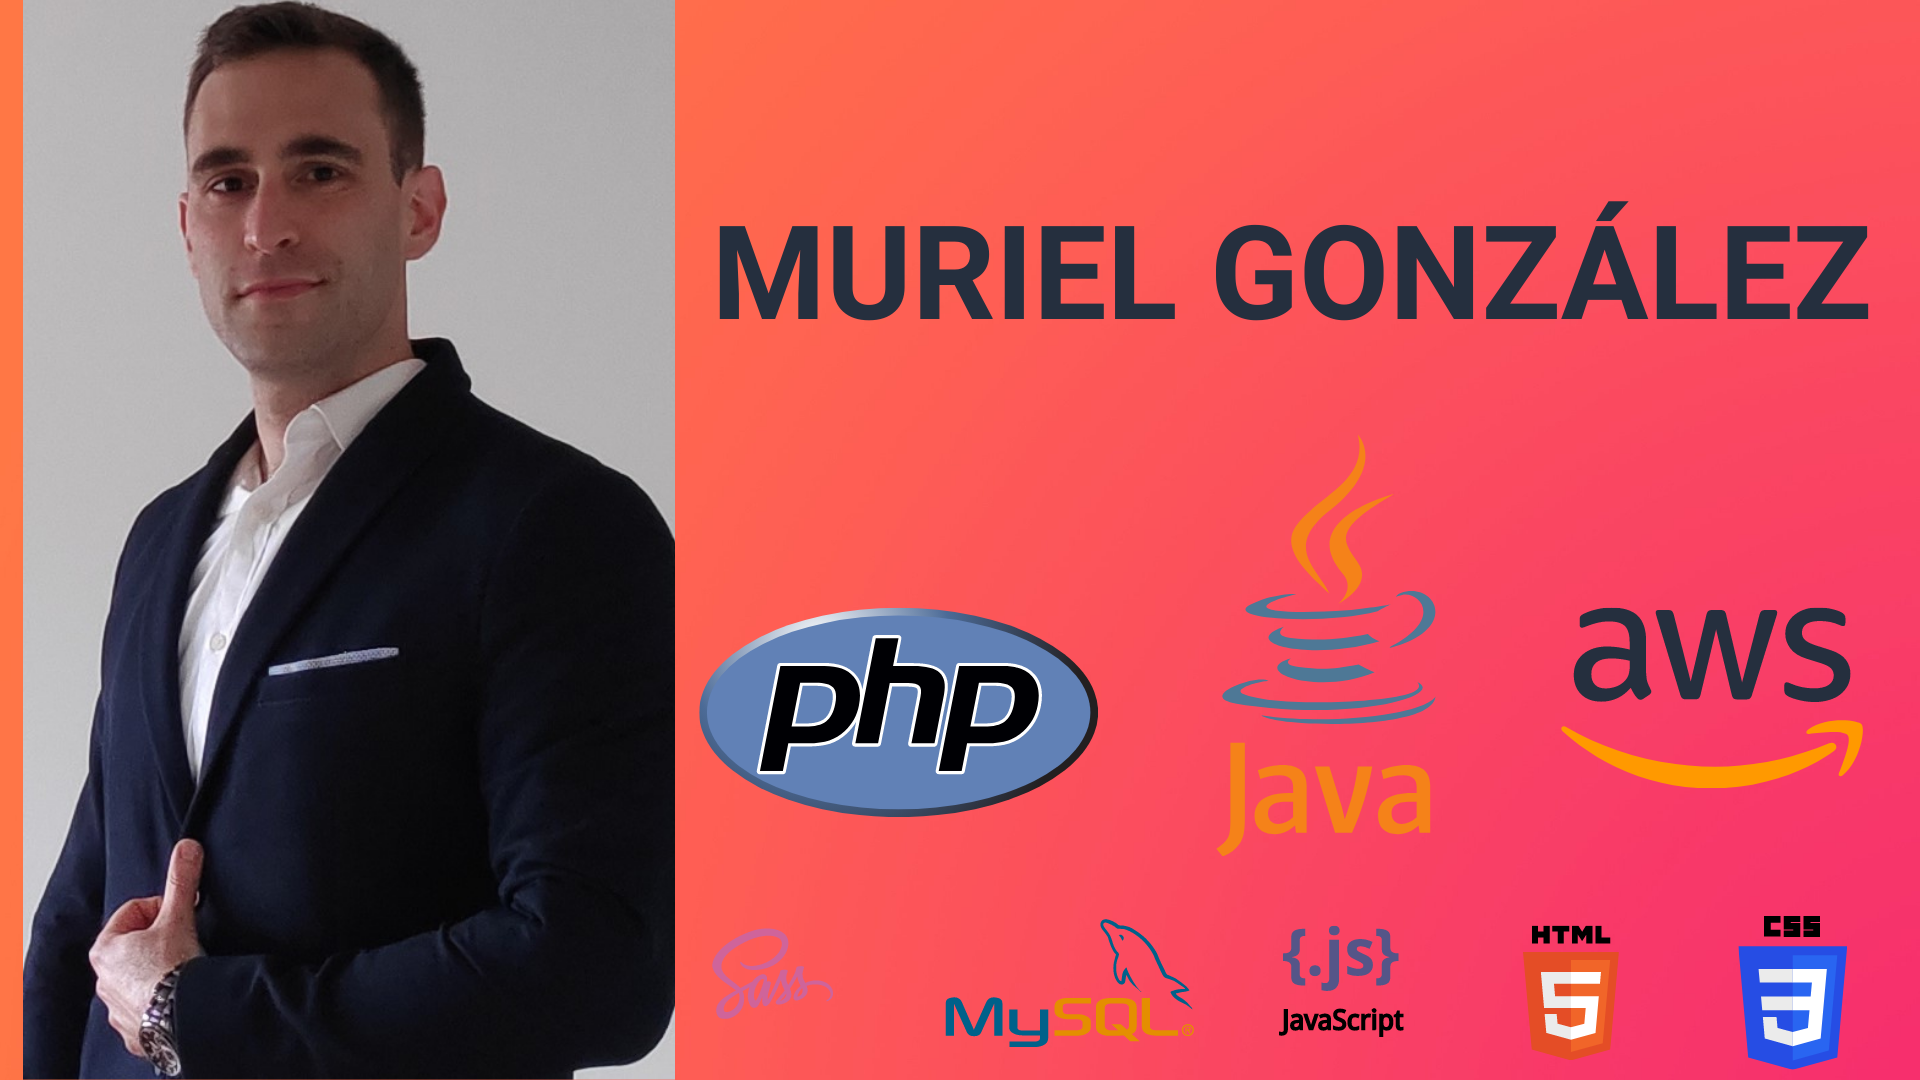 MURIEL GONZÁLEZ
php
Java
aws
Sass
MySQL®
{.js}
JavaScript
HTML
5
CSS
3